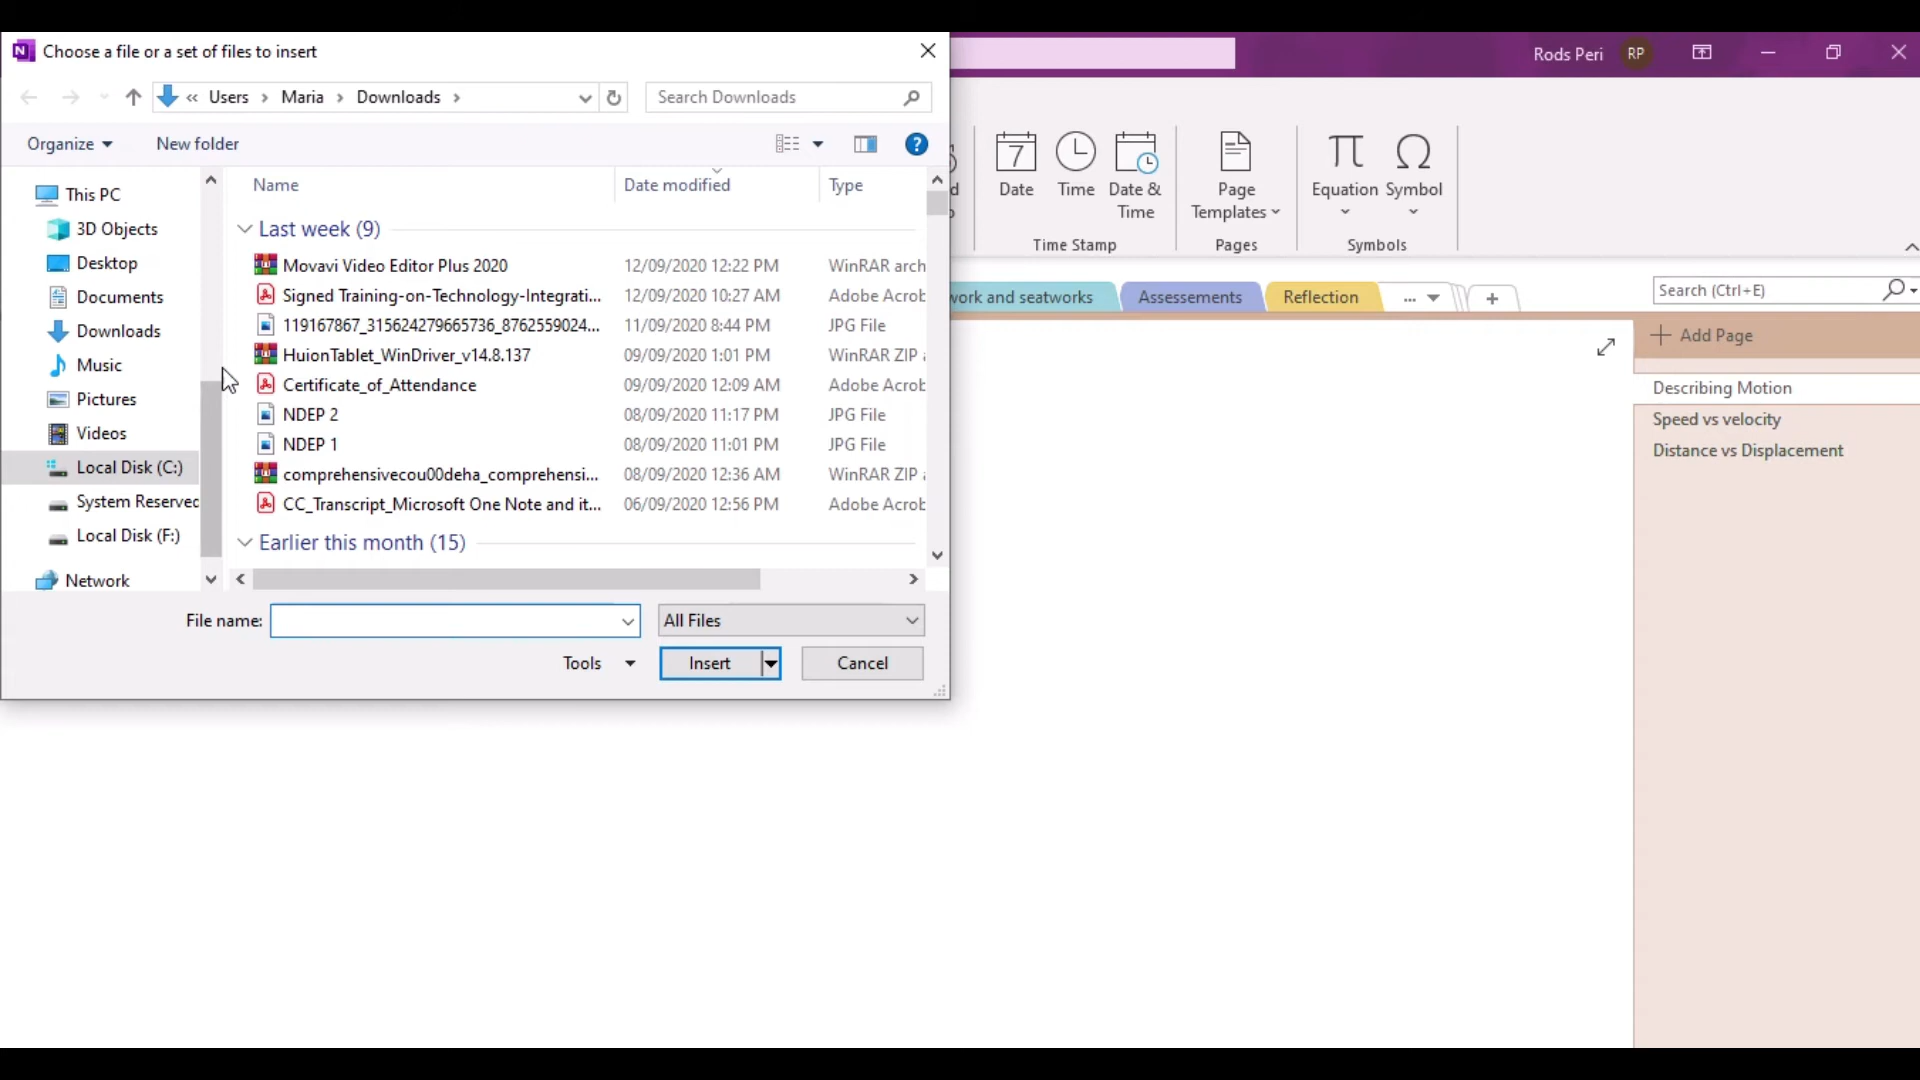 Choose a file or a set of files to insert
Rods Peri RP
« Users > Maria > Downloads >
Search Downloads
Organize
New folder
This PC
3D Objects
Desktop
Documents
Downloads
Music
Pictures
Videos
Local Disk (C:)
System Reserved
Local Disk (F:)
Network
Name Date modified Type
Last week (9)
Movavi Video Editor Plus 2020 12/09/2020 12:22 PM WinRAR arch
Signed Training-on-Technology-Integrati... 12/09/2020 10:27 AM Adobe Acrob
119167867_315624279665736_8762559024... 11/09/2020 8:44 PM JPG File
HuionTablet_WinDriver_v14.8.137 09/09/2020 1:01 PM WinRAR ZIP a
Certificate_of_Attendance 09/09/2020 12:09 AM Adobe Acrob
NDEP 2 08/09/2020 11:17 PM JPG File
NDEP 1 08/09/2020 11:01 PM JPG File
comprehensivecou00deha_comprehensi... 08/09/2020 12:36 AM WinRAR ZIP a
CC_Transcript_Microsoft One Note and it... 06/09/2020 12:56 PM Adobe Acrob
Earlier this month (15)
File name:
All Files
Tools
Insert
Cancel
7
Date
Time
Date &
Time
Time Stamp
Page
Templates
Pages
π
Equation
Ω
Symbol
Symbols
work and seatworks
Assessements
Reflection
...
Search (Ctrl+E)
Add Page
Describing Motion
Speed vs velocity
Distance vs Displacement